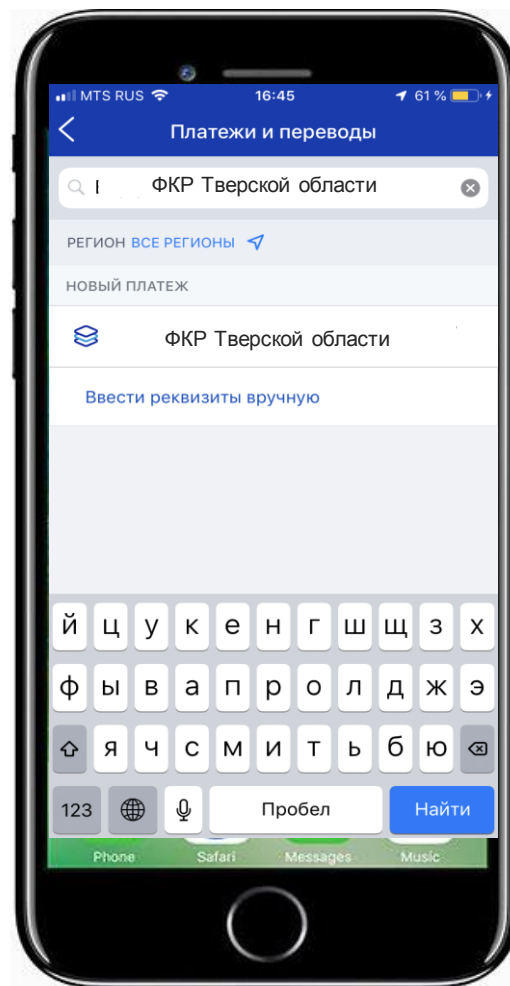 MTS RUS 16:45 61 %
Платежи и переводы
ФКР Тверской области
РЕГИОН ВСЕ РЕГИОНЫ
НОВЫЙ ПЛАТЕЖ
ФКР Тверской области
Ввести реквизиты вручную
й ц у к е н г ш щ з х
ф ы в а п р о л д ж э
я ч с м и т ь б ю
123 Пробел Найти
Phone Safari Messages Music